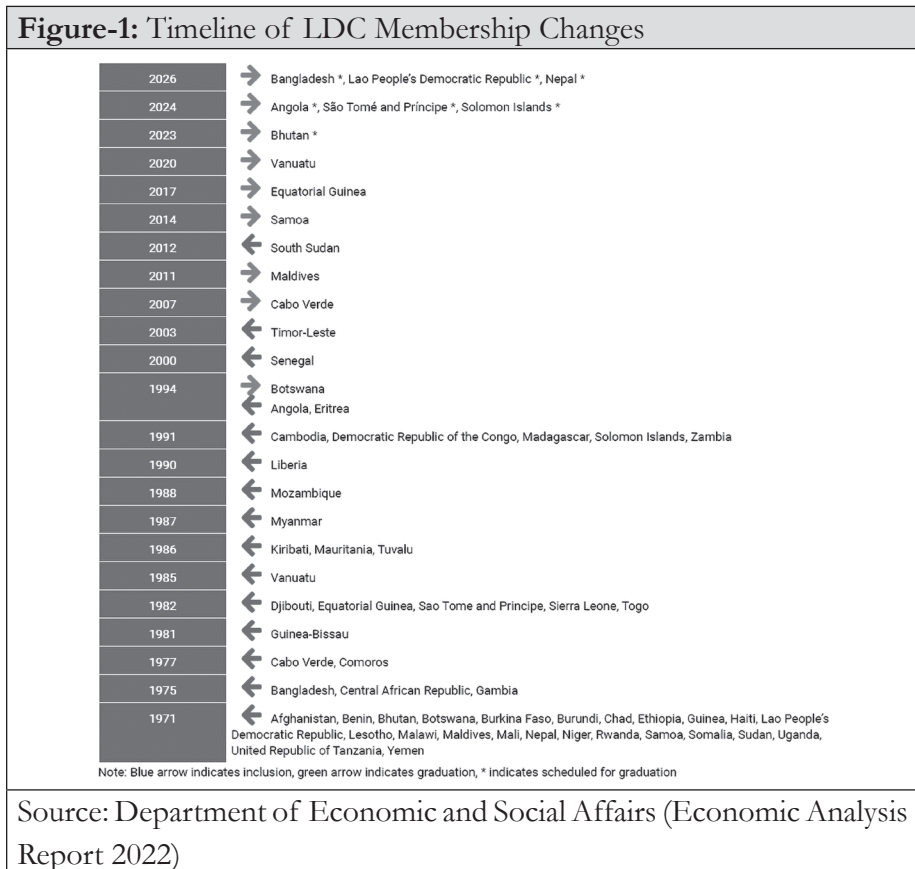 Figure-1: Timeline of LDC Membership Changes
2026 Bangladesh *, Lao People's Democratic Republic *, Nepal *
2024 Angola *, São Tomé and Príncipe *, Solomon Islands *
2023 Bhutan *
2020 Vanuatu
2017 Equatorial Guinea
2014 Samoa
2012 South Sudan
2011 Maldives
2007 Cabo Verde
2003 Timor-Leste
2000 Senegal
1994 Botswana
Angola, Eritrea
1991 Cambodia, Democratic Republic of the Congo, Madagascar, Solomon Islands, Zambia
1990 Liberia
1988 Mozambique
1987 Myanmar
1986 Kiribati, Mauritania, Tuvalu
1985 Vanuatu
1982 Djibouti, Equatorial Guinea, Sao Tome and Principe, Sierra Leone, Togo
1981 Guinea-Bissau
1977 Cabo Verde, Comoros
1975 Bangladesh, Central African Republic, Gambia
1971 Afghanistan, Benin, Bhutan, Botswana, Burkina Faso, Burundi, Chad, Ethiopia, Guinea, Haiti, Lao People's
Democratic Republic, Lesotho, Malawi, Maldives, Mali, Nepal, Niger, Rwanda, Samoa, Somalia, Sudan, Uganda,
United Republic of Tanzania, Yemen
Note: Blue arrow indicates inclusion, green arrow indicates graduation, * indicates scheduled for graduation
Source: Department of Economic and Social Affairs (Economic Analysis
Report 2022)